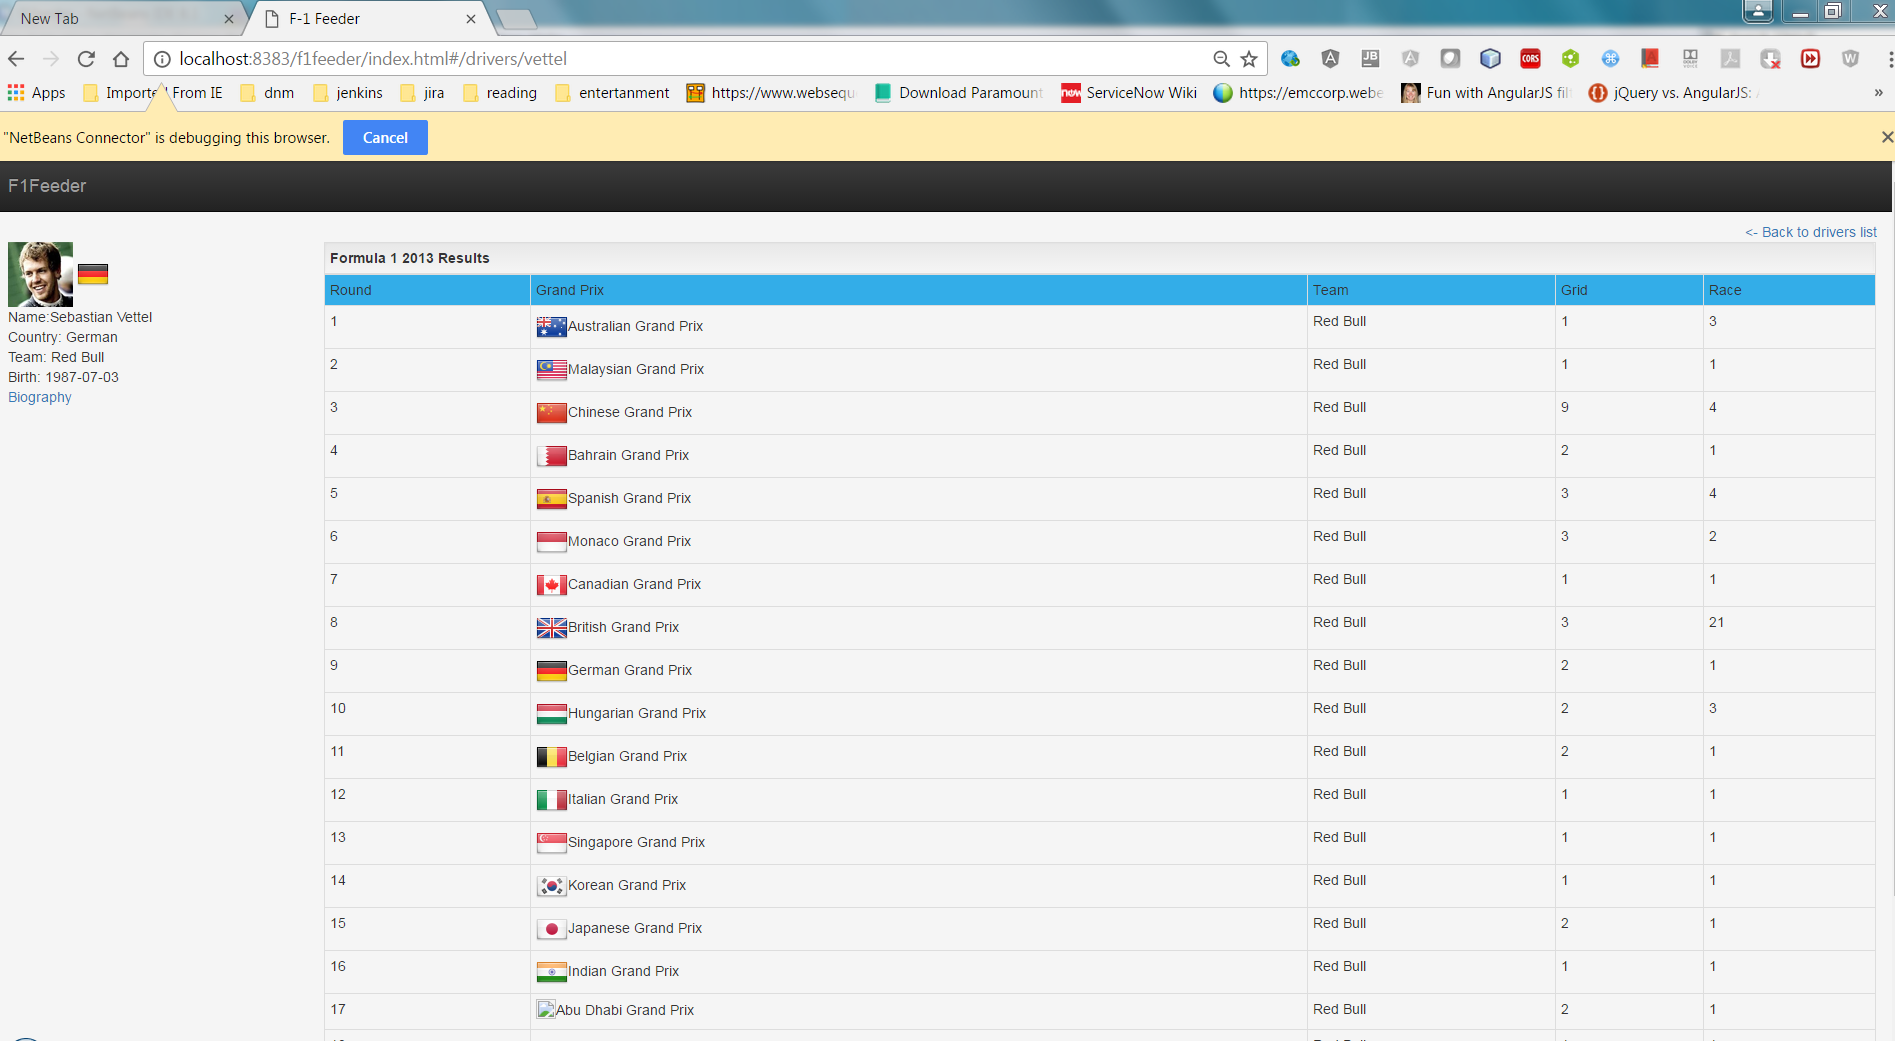 New Tab
F-1 Feeder
localhost:8383/f1feeder/index.html#/drivers/vettel
Apps Imported From IE dnm jenkins jira reading entertanment https://www.websequ Download Paramount ServiceNow Wiki https://emccorp.webe Fun with AngularJS filt jQuery vs. AngularJS: »
"NetBeans Connector" is debugging this browser. Cancel
F1Feeder
<- Back to drivers list
Name:Sebastian Vettel
Country: German
Team: Red Bull
Birth: 1987-07-03
Biography
Formula 1 2013 Results
Round Grand Prix Team Grid Race
1 Australian Grand Prix Red Bull 1 3
2 Malaysian Grand Prix Red Bull 1 1
3 Chinese Grand Prix Red Bull 9 4
4 Bahrain Grand Prix Red Bull 2 1
5 Spanish Grand Prix Red Bull 3 4
6 Monaco Grand Prix Red Bull 3 2
7 Canadian Grand Prix Red Bull 1 1
8 British Grand Prix Red Bull 3 21
9 German Grand Prix Red Bull 2 1
10 Hungarian Grand Prix Red Bull 2 3
11 Belgian Grand Prix Red Bull 2 1
12 Italian Grand Prix Red Bull 1 1
13 Singapore Grand Prix Red Bull 1 1
14 Korean Grand Prix Red Bull 1 1
15 Japanese Grand Prix Red Bull 2 1
16 Indian Grand Prix Red Bull 1 1
17 Abu Dhabi Grand Prix Red Bull 2 1